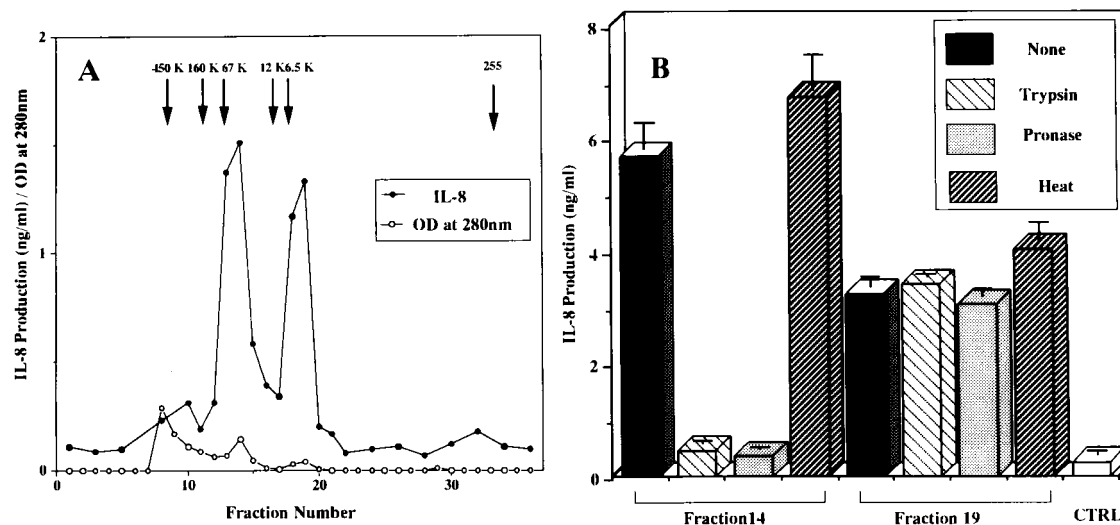 A
450 K 160 K 67 K 12 K 6.5 K 255
2
1
0
IL-8 Production (ng/ml) / OD at 280nm
IL-8
OD at 280nm
0 10 20 30
Fraction Number
B
8
6
4
2
0
IL-8 Production (ng/ml)
None
Trypsin
Pronase
Heat
Fraction14 Fraction 19 CTRL